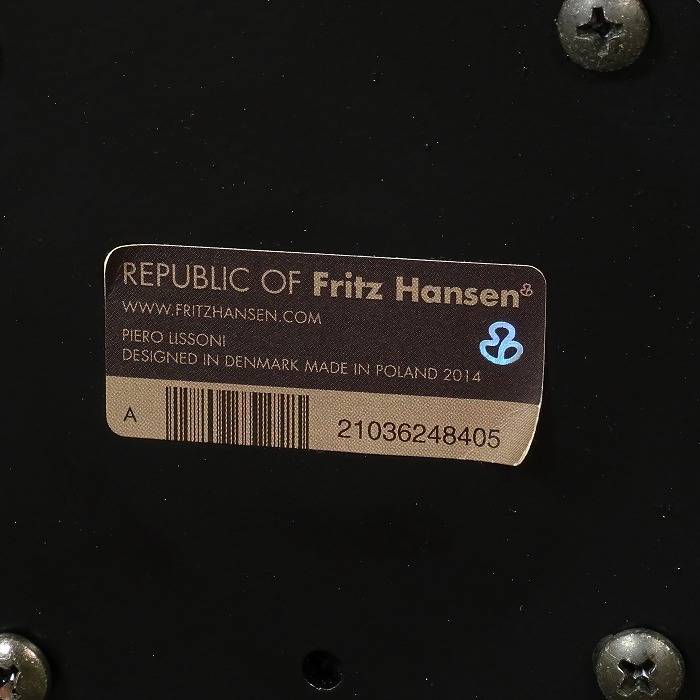 REPUBLIC OF Fritz Hansen
WWW.FRITZHANSEN.COM
PIERO LISSONI
DESIGNED IN DENMARK MADE IN POLAND 2014
A 21036248405